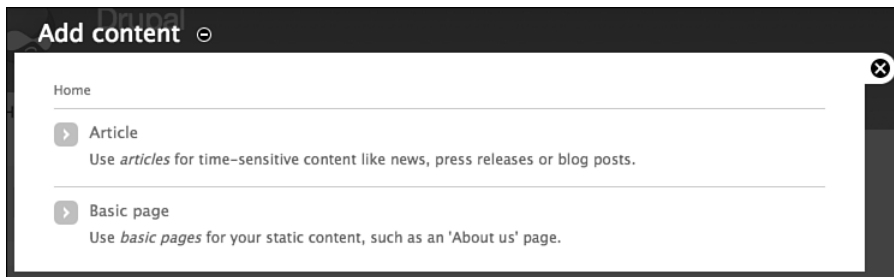 Drupal
Add content
Home
Article
Use articles for time-sensitive content like news, press releases or blog posts.
Basic page
Use basic pages for your static content, such as an 'About us' page.